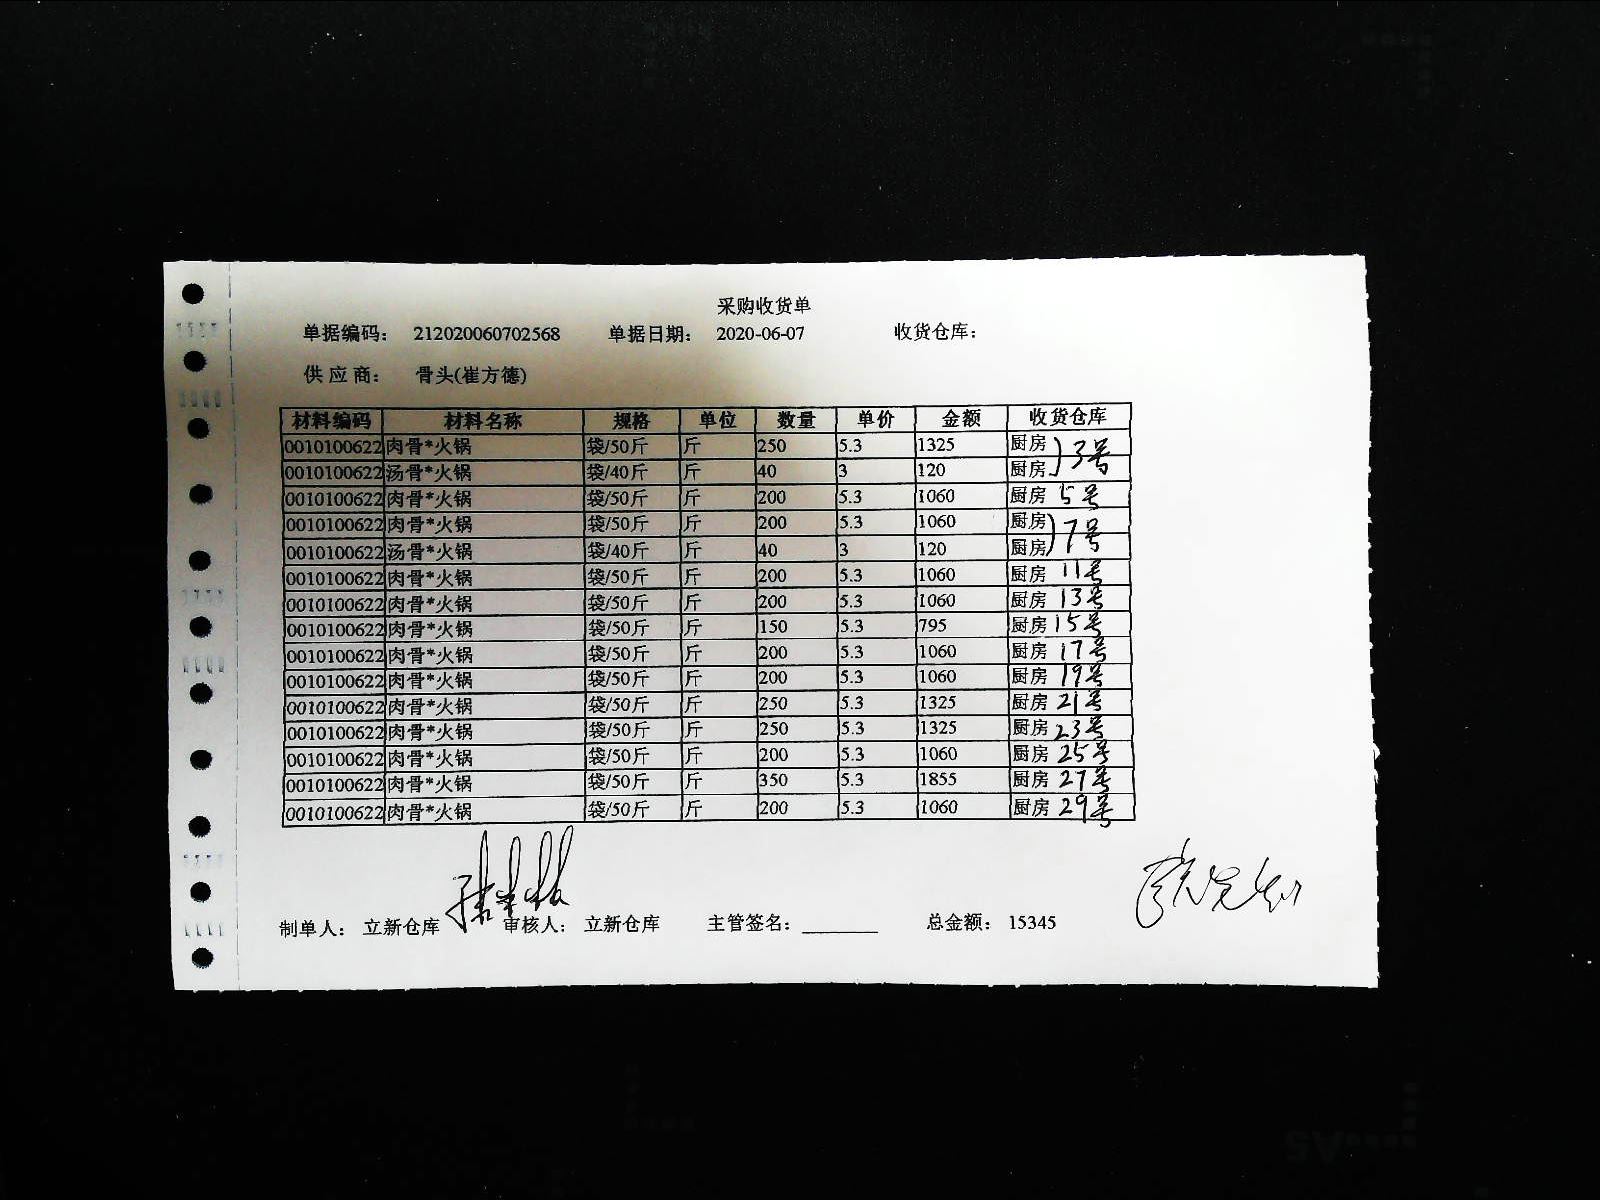 采购收货单
单据编码： 212020060702568 单据日期： 2020-06-07 收货仓库：
供应商： 骨头(崔方德)
材料编码 材料名称 规格 单位 数量 单价 金额 收货仓库
0010100622 肉骨*火锅 袋/50斤 斤 250 5.3 1325 厨房 3号
0010100622 汤骨*火锅 袋/40斤 斤 40 3 120 厨房
0010100622 肉骨*火锅 袋/50斤 斤 200 5.3 1060 厨房 5号
0010100622 肉骨*火锅 袋/50斤 斤 200 5.3 1060 厨房 7号
0010100622 汤骨*火锅 袋/40斤 斤 40 3 120 厨房
0010100622 肉骨*火锅 袋/50斤 斤 200 5.3 1060 厨房 11号
0010100622 肉骨*火锅 袋/50斤 斤 200 5.3 1060 厨房 13号
0010100622 肉骨*火锅 袋/50斤 斤 150 5.3 795 厨房 15号
0010100622 肉骨*火锅 袋/50斤 斤 200 5.3 1060 厨房 17号
0010100622 肉骨*火锅 袋/50斤 斤 200 5.3 1060 厨房 19号
0010100622 肉骨*火锅 袋/50斤 斤 250 5.3 1325 厨房 21号
0010100622 肉骨*火锅 袋/50斤 斤 250 5.3 1325 厨房 23号
0010100622 肉骨*火锅 袋/50斤 斤 200 5.3 1060 厨房 25号
0010100622 肉骨*火锅 袋/50斤 斤 350 5.3 1855 厨房 27号
0010100622 肉骨*火锅 袋/50斤 斤 200 5.3 1060 厨房 29号
制单人： 立新仓库 审核人： 立新仓库 主管签名： 总金额： 15345